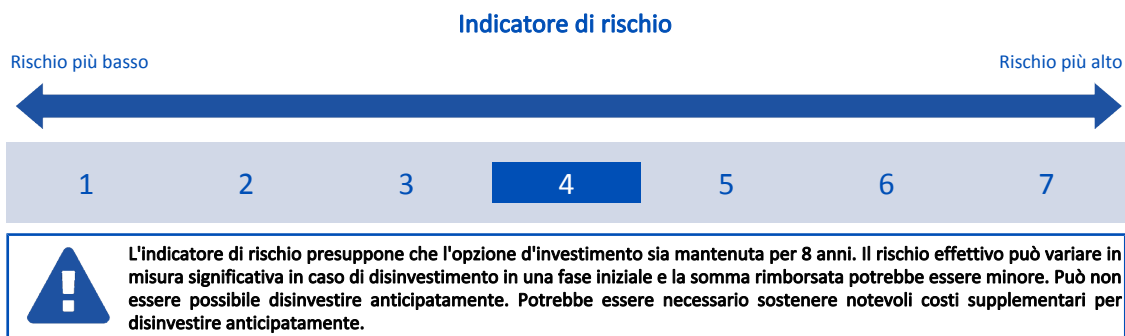 Indicatore di rischio
Rischio più basso
Rischio più alto
1 2 3 4 5 6 7
L'indicatore di rischio presuppone che l'opzione d'investimento sia mantenuta per 8 anni. Il rischio effettivo può variare in
misura significativa in caso di disinvestimento in una fase iniziale e la somma rimborsata potrebbe essere minore. Può non
essere possibile disinvestire anticipatamente. Potrebbe essere necessario sostenere notevoli costi supplementari per
disinvestire anticipatamente.